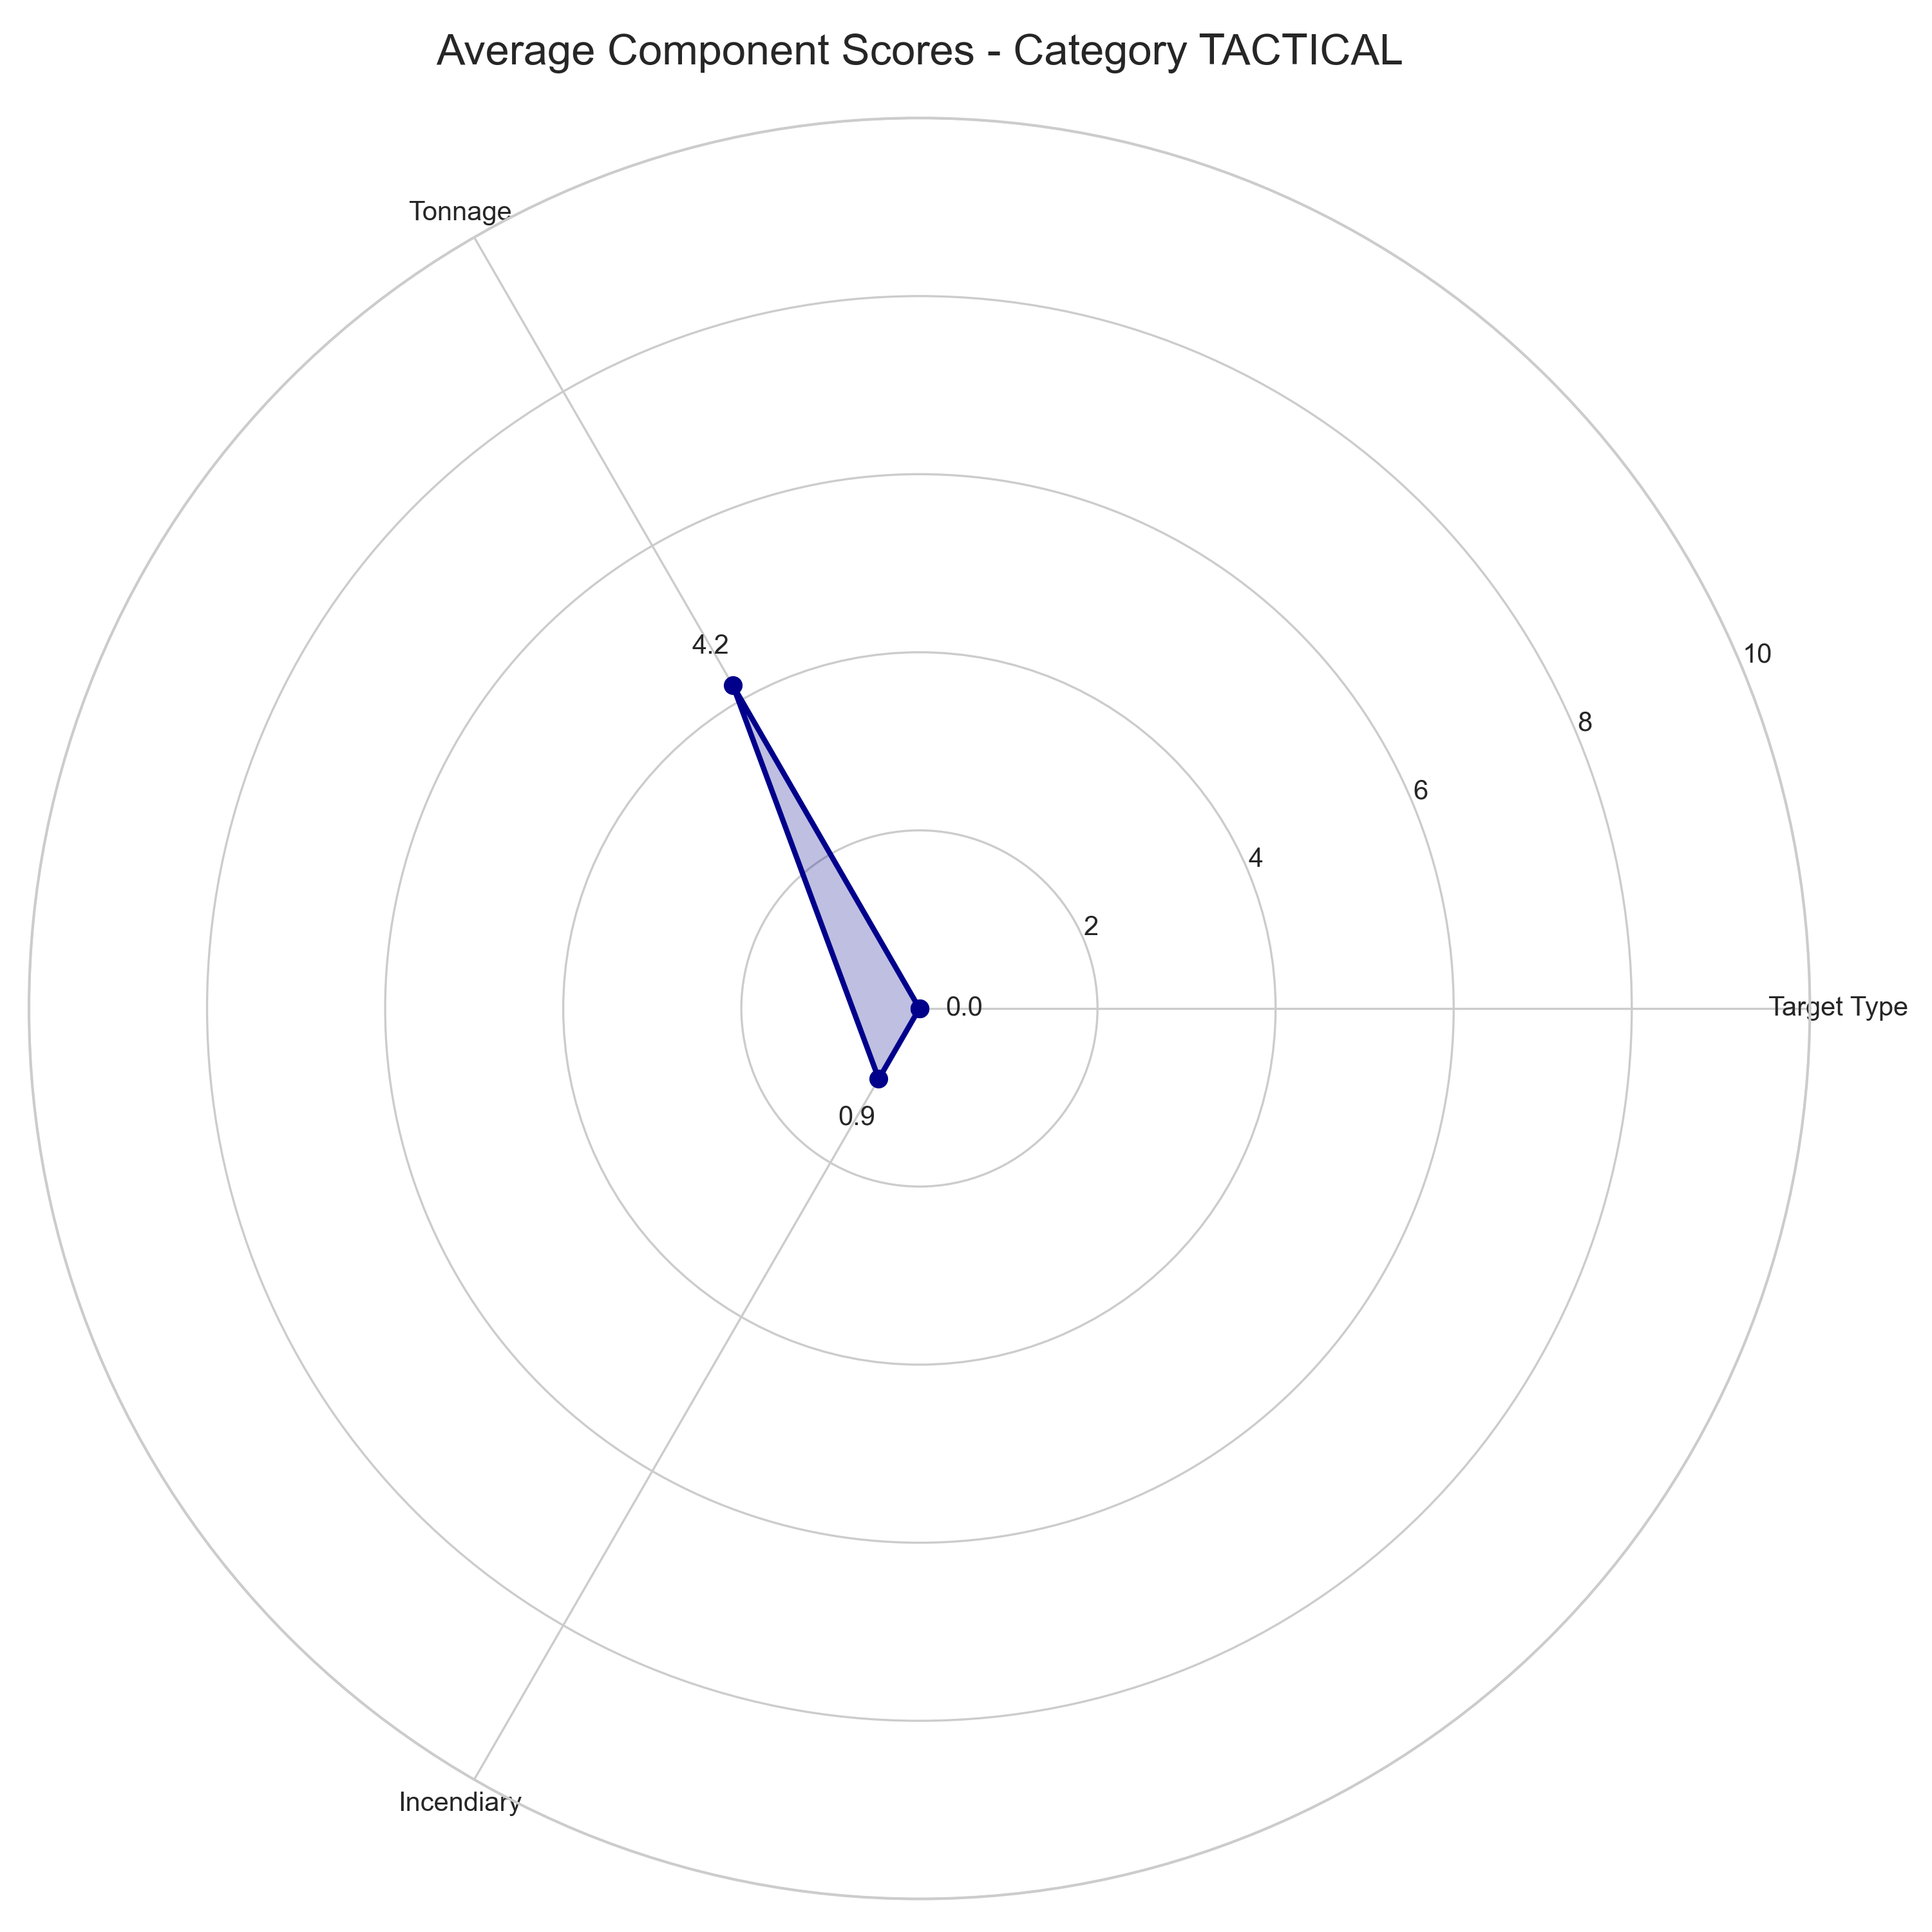 Average Component Scores - Category TACTICAL
Tonnage
4.2
10
8
6
4
2
0.0
Target Type
0.9
Incendiary